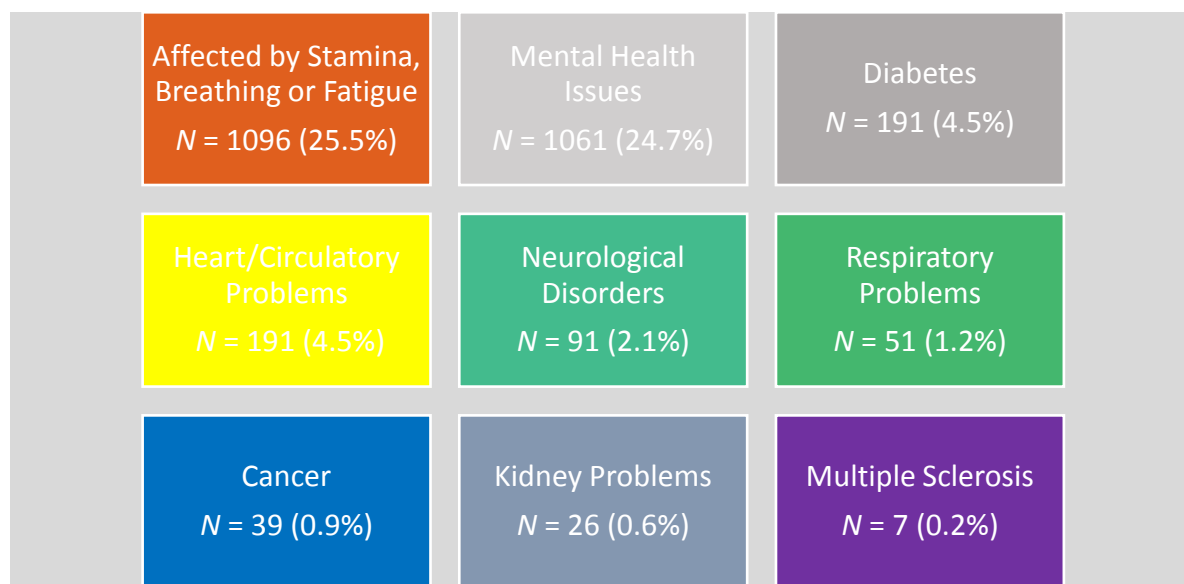 Affected by Stamina,
Breathing or Fatigue
N = 1096 (25.5%)
Mental Health
Issues
N = 1061 (24.7%)
Diabetes
N = 191 (4.5%)
Heart/Circulatory
Problems
N = 191 (4.5%)
Neurological
Disorders
N = 91 (2.1%)
Respiratory
Problems
N = 51 (1.2%)
Cancer
N = 39 (0.9%)
Kidney Problems
N = 26 (0.6%)
Multiple Sclerosis
N = 7 (0.2%)